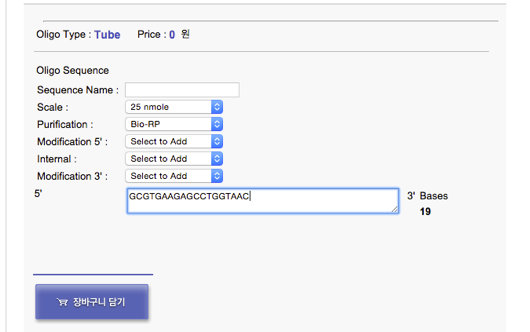 Oligo Type : Tube Price : 0 원
Oligo Sequence
Sequence Name :
Scale : 25 nmole
Purification : Bio-RP
Modification 5' : Select to Add
Internal : Select to Add
Modification 3' : Select to Add
5' GCGTGAAGAGCCTGGTAAC 3' Bases
19
장바구니 담기